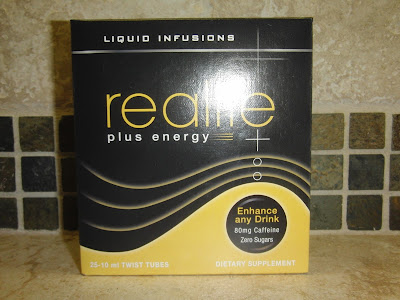 LIQUID INFUSIONS
realife
plus energy
Enhance
any Drink
80mg Caffeine
Zero Sugars
25-10 ml TWIST TUBES
DIETARY SUPPLEMENT